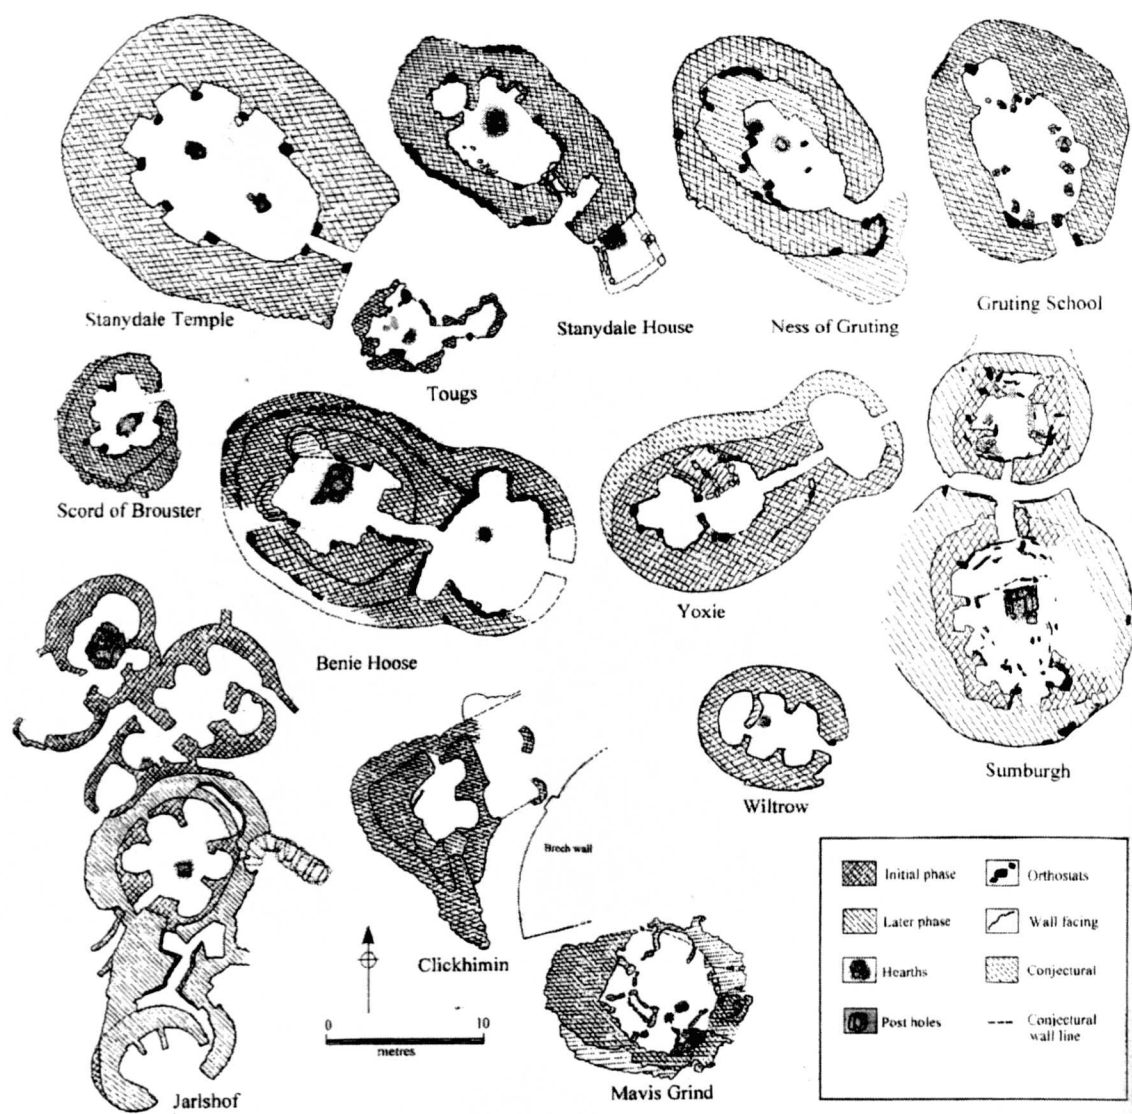 Stanydale Temple
Stanydale House
Ness of Gruting
Gruting School
Tougs
Scord of Brouster
Benie Hoose
Yoxie
Sumburgh
Wiltrow
Broch wall
Clickhimin
0 10
metres
Mavis Grind
Jarlshof
Initial phase
Orthostats
Later phase
Wall facing
Hearths
Conjectural
Post holes
Conjectural
wall line